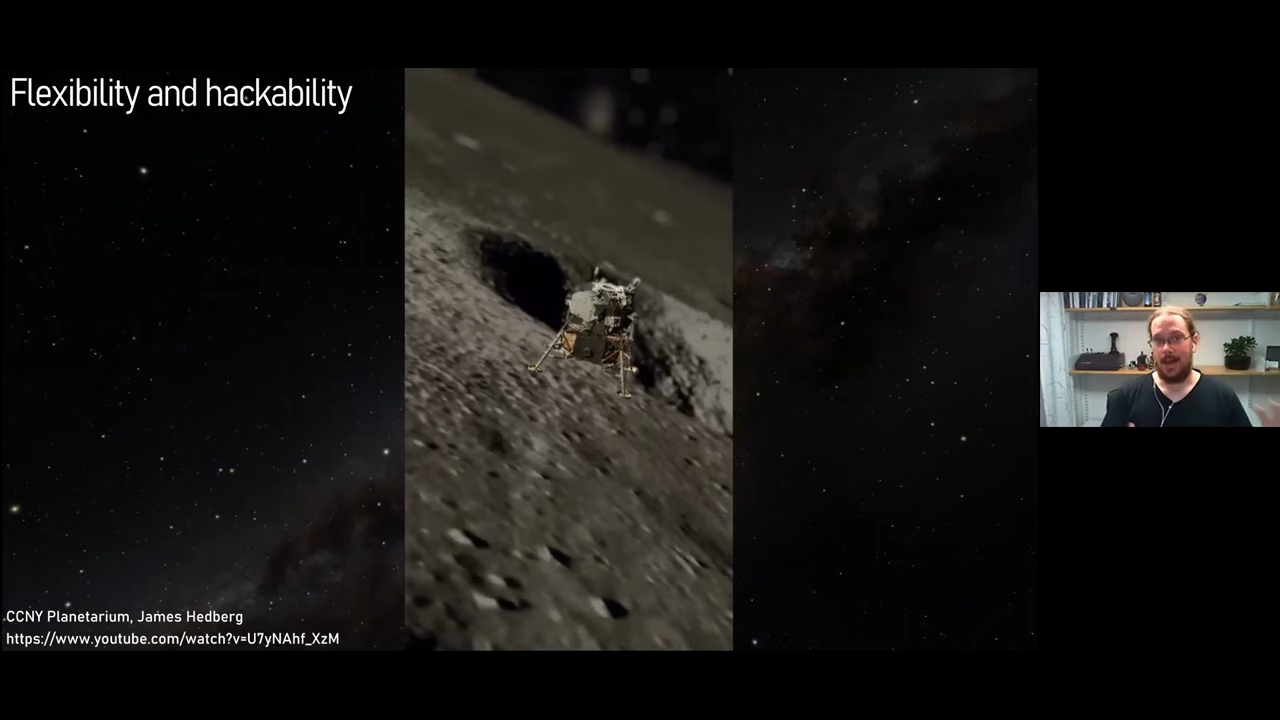 Flexibility and hackability
CCNY Planetarium, James Hedberg
https://www.youtube.com/watch?v=U7yNAhf_XzM